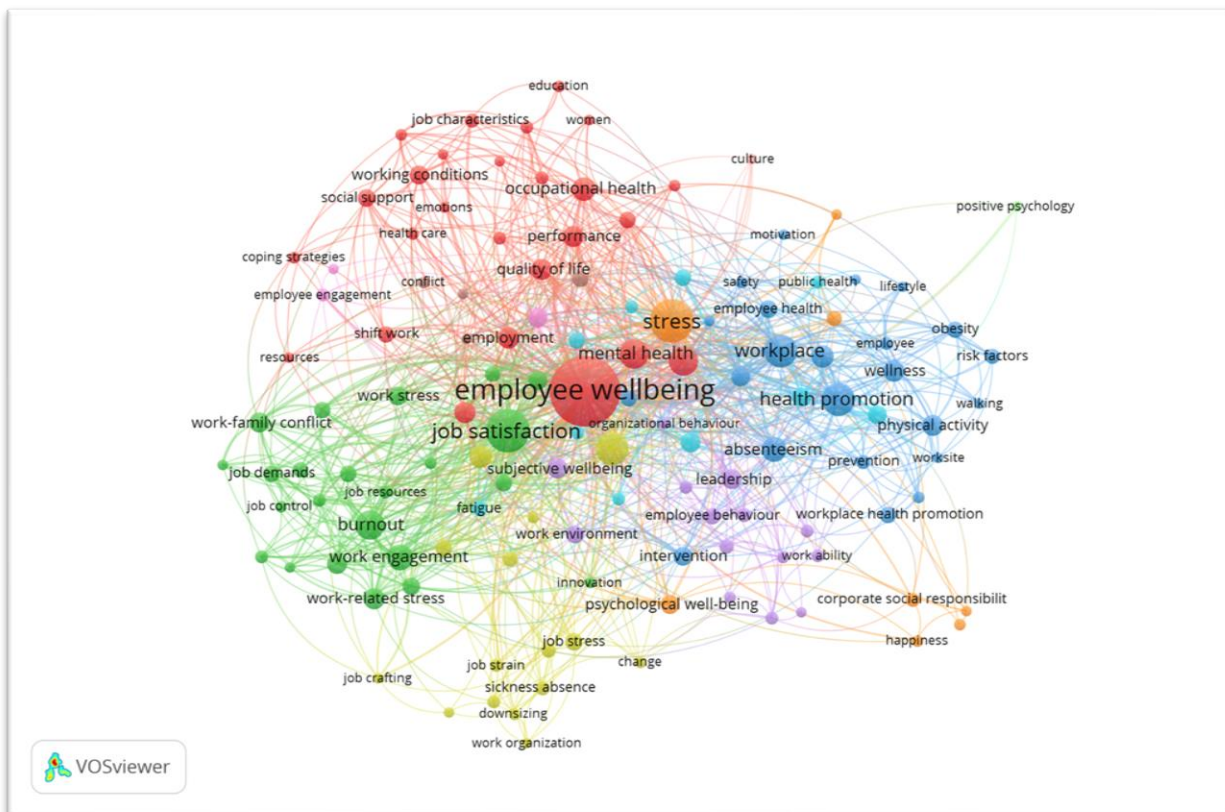 education
job characteristics
women
culture
working conditions
occupational health
social support
emotions
positive psychology
health care
performance
motivation
coping strategies
quality of life
conflict
safety
public health
lifestyle
employee engagement
employee health
stress
obesity
shift work
employment
employee
resources
mental health
workplace
risk factors
wellness
employee wellbeing
work stress
health promotion
walking
work-family conflict
job satisfaction
organizational behaviour
physical activity
absenteeism
prevention
worksite
job demands
subjective wellbeing
leadership
job resources
job control
fatigue
employee behaviour
workplace health promotion
burnout
work environment
work engagement
intervention
work ability
innovation
work-related stress
psychological well-being
corporate social responsibilit
job stress
happiness
job strain
change
job crafting
sickness absence
downsizing
work organization
VOSviewer